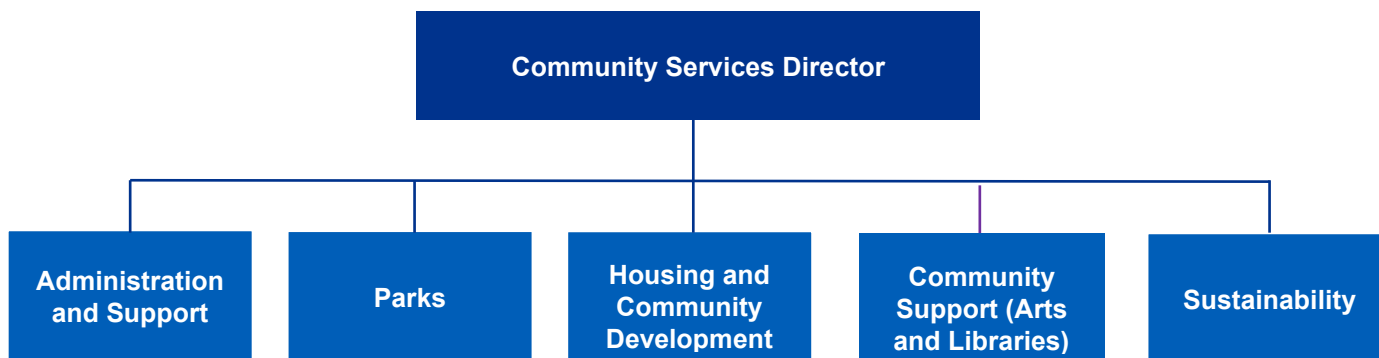 Community Services Director
Administration
and Support
Parks
Housing and
Community
Development
Community
Support (Arts
and Libraries)
Sustainability